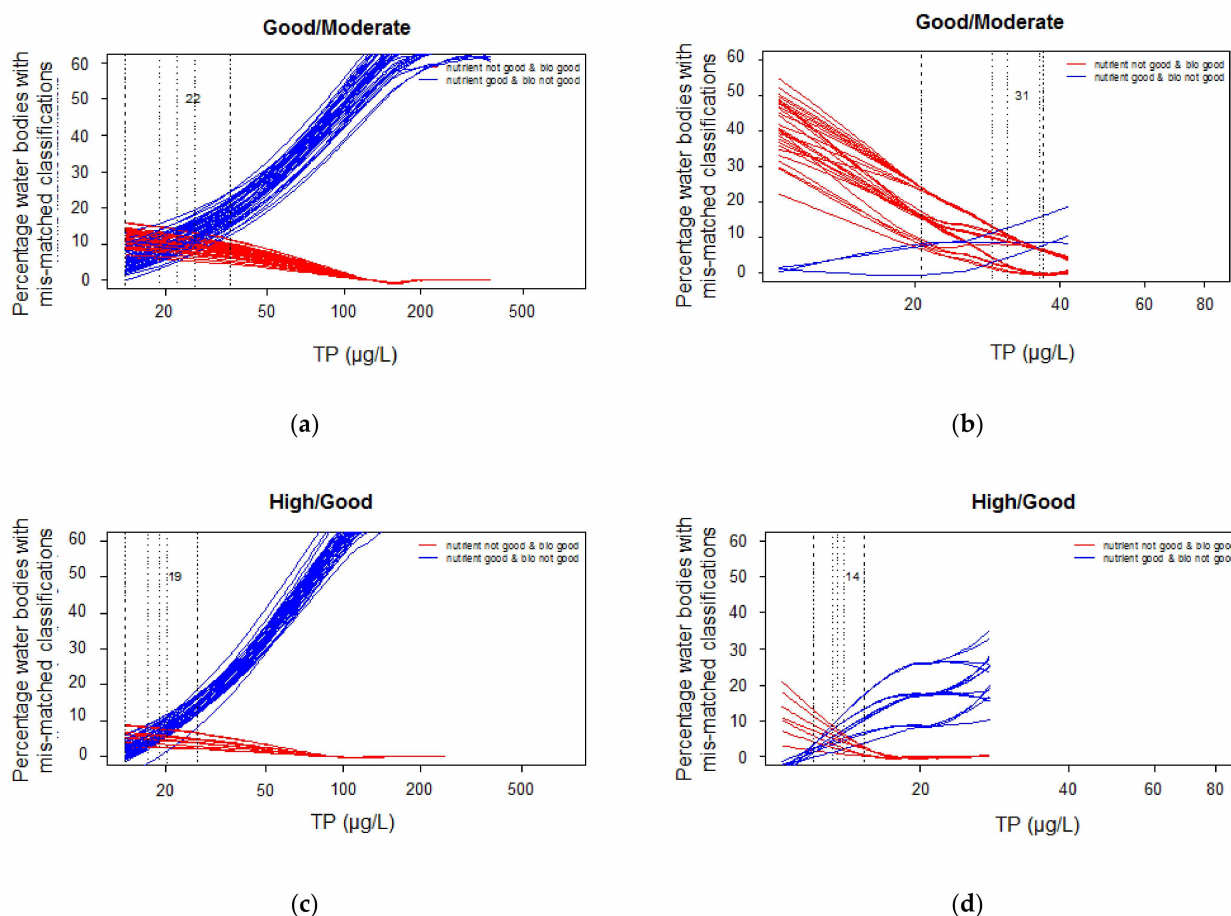 Good/Moderate
Percentage water bodies with
mis-matched classifications
60
50
40
30
20
10
0
22
nutrient not good & bio good
nutrient good & bio not good
20
50
100
200
500
TP (µg/L)
(a)
Good/Moderate
Percentage water bodies with
mis-matched classifications
60
50
40
30
20
10
0
31
nutrient not good & bio good
nutrient good & bio not good
20
40
60
80
TP (µg/L)
(b)
High/Good
Percentage water bodies with
mis-matched classifications
60
50
40
30
20
10
0
19
nutrient not good & bio good
nutrient good & bio not good
20
50
100
200
500
TP (µg/L)
(c)
High/Good
Percentage water bodies with
mis-matched classifications
60
50
40
30
20
10
0
14
nutrient not good & bio good
nutrient good & bio not good
20
40
60
80
TP (µg/L)
(d)